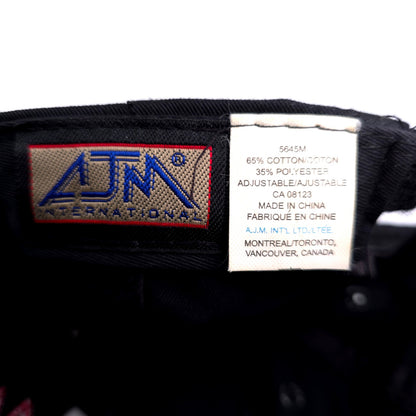 AJM®
INTERNATIONAL
5645M
65% COTTON/COTON
35% POLYESTER
ADJUSTABLE/AJUSTABLE
CA 08123
MADE IN CHINA
FABRIQUÉ EN CHINE
A.J.M. INT'L LTD./LTÉE.
MONTREAL/TORONTO,
VANCOUVER, CANADA